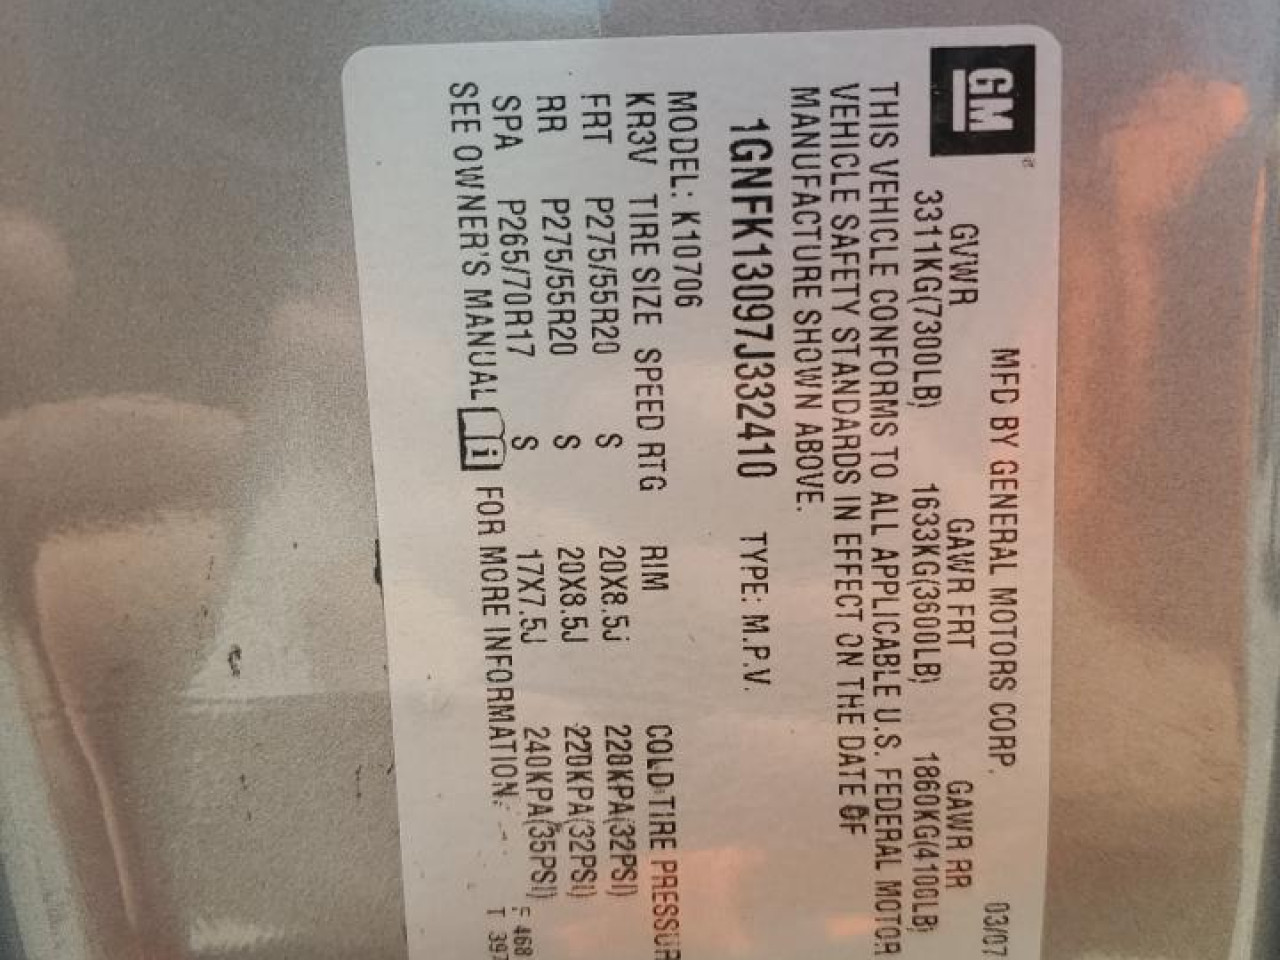 GM
MFD BY GENERAL MOTORS CORP. 03/07
GVWR GAWR FRT GAWR RR
3311KG(7300LB) 1633KG(3600LB) 1860KG(4100LB)
THIS VEHICLE CONFORMS TO ALL APPLICABLE U.S. FEDERAL MOTOR
VEHICLE SAFETY STANDARDS IN EFFECT ON THE DATE OF
MANUFACTURE SHOWN ABOVE.
1GNFK13097J332410 TYPE: M.P.V.
MODEL: K10706
KR3V TIRE SIZE SPEED RTG RIM COLD TIRE PRESSUR
FRT P275/55R20 S 20X8.5J 220KPA(32PSI)
RR P275/55R20 S 20X8.5J 220KPA(32PSI)
SPA P265/70R17 S 17X7.5J 240KPA(35PSI)
SEE OWNER'S MANUAL i FOR MORE INFORMATION.
F 468
T 397